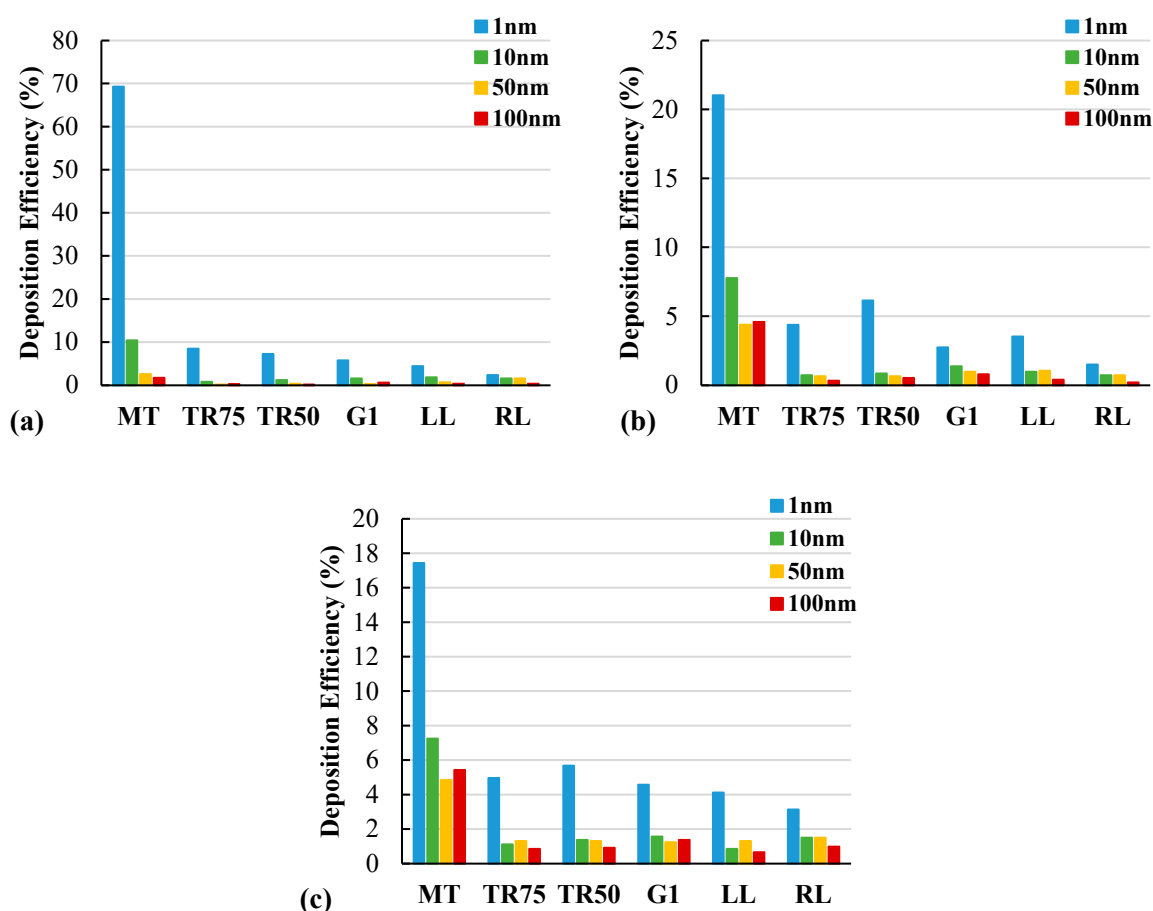 Deposition Efficiency (%)
80
70
60
50
40
30
20
10
0
1nm
10nm
50nm
100nm
MT TR75 TR50 G1 LL RL
(a)
Deposition Efficiency (%)
25
20
15
10
5
0
1nm
10nm
50nm
100nm
MT TR75 TR50 G1 LL RL
(b)
Deposition Efficiency (%)
20
18
16
14
12
10
8
6
4
2
0
1nm
10nm
50nm
100nm
MT TR75 TR50 G1 LL RL
(c)